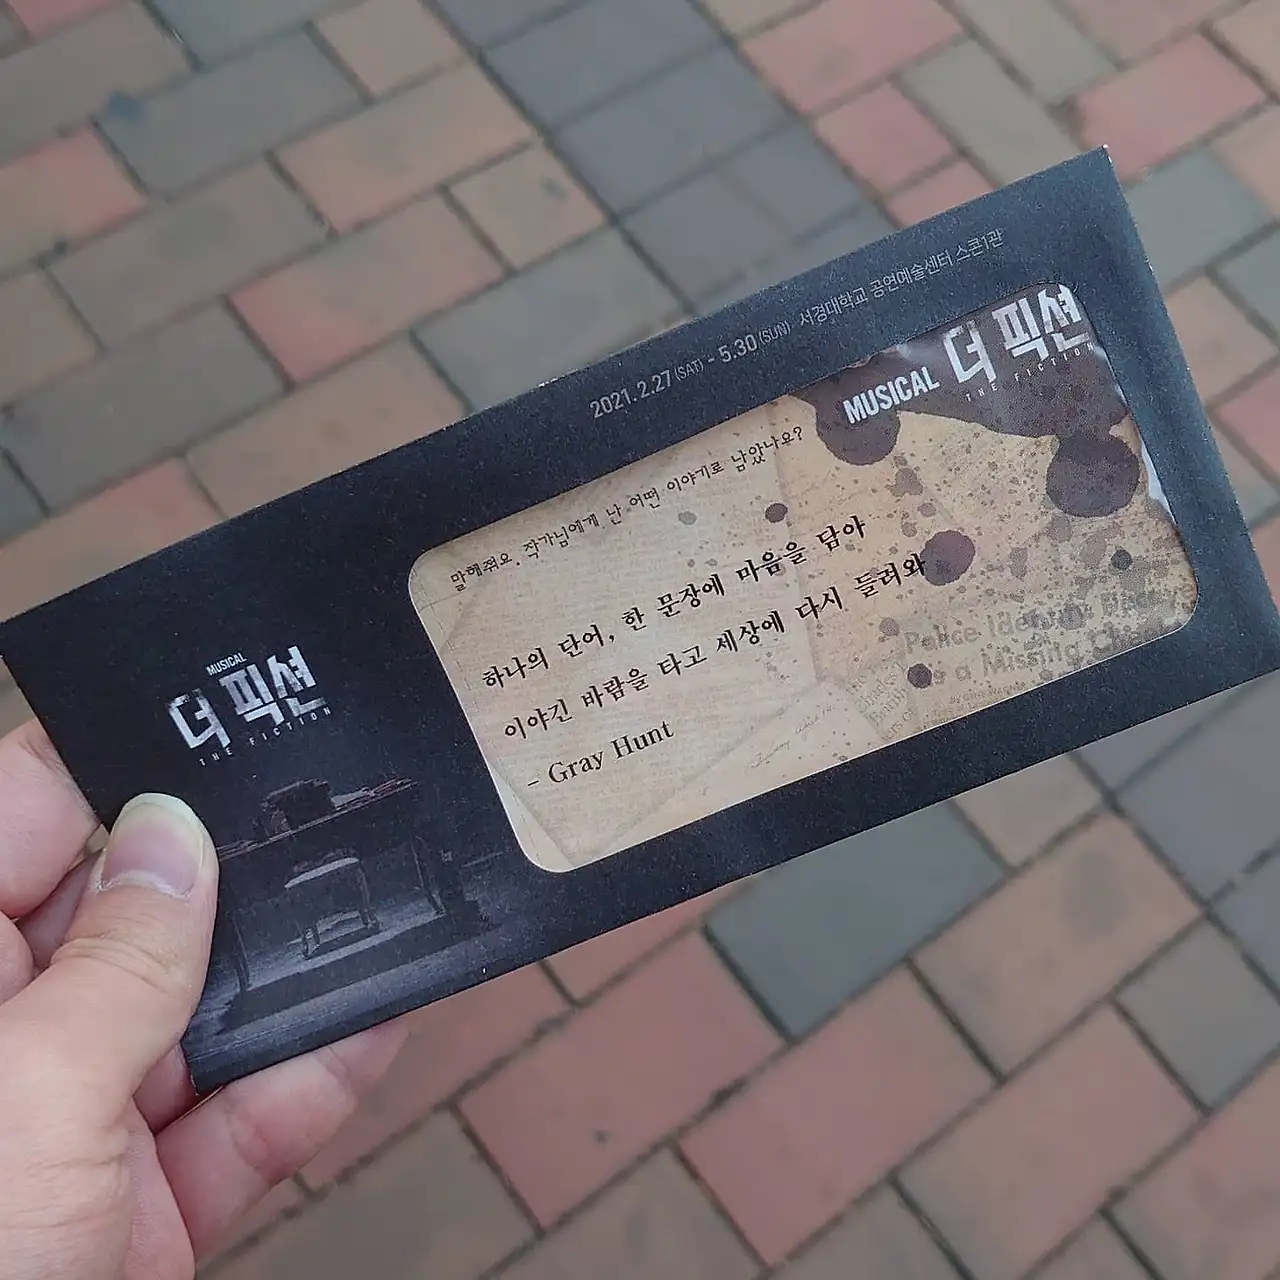 2021.2.27(SAT) - 5.30(SUN) 서경대학교 공연예술센터 스콘1관
MUSICAL 더 픽션
THE FICTION
말해줘요. 작가님에게 난 어떤 이야기로 남았나요?
하나의 단어, 한 문장에 마음을 담아
이야긴 바람을 타고 세상에 다시 들려와
- Gray Hunt
Police Identify
a Missing
MUSICAL
더 픽션
THE FICTION